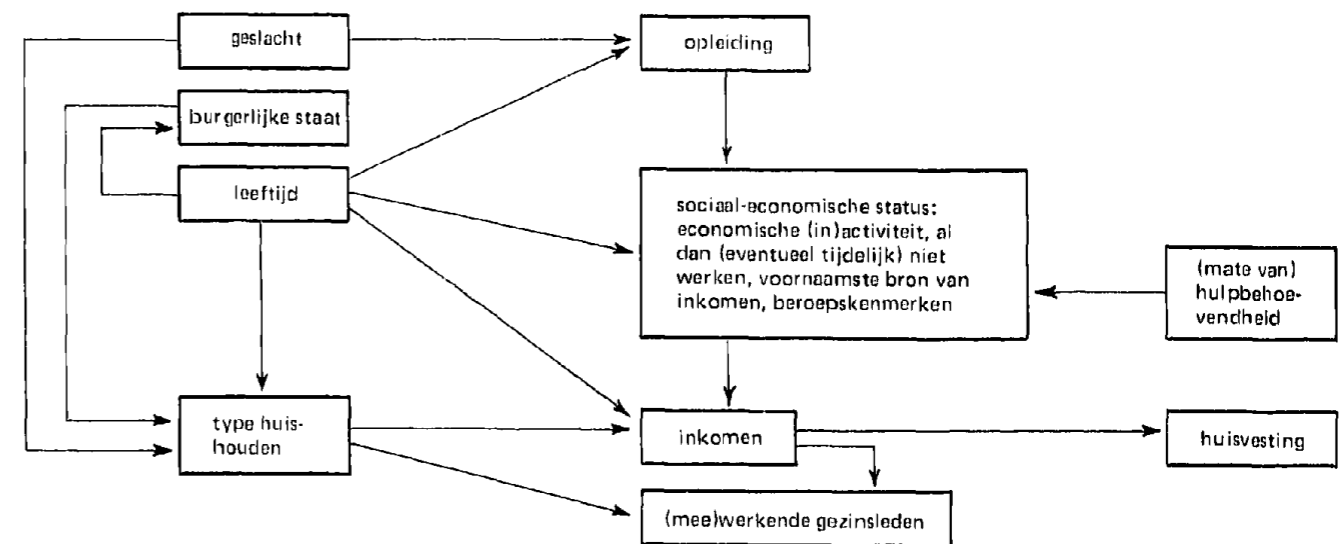 geslacht
opleiding
burgerlijke staat
leeftijd
sociaal-economische status:
economische (in)activiteit, al
dan (eventueel tijdelijk) niet
werken, voornaamste bron van
inkomen, beroepskenmerken
(mate van)
hulpbehoe-
vendheid
type huis-
houden
inkomen
huisvesting
(mee)werkende gezinsleden